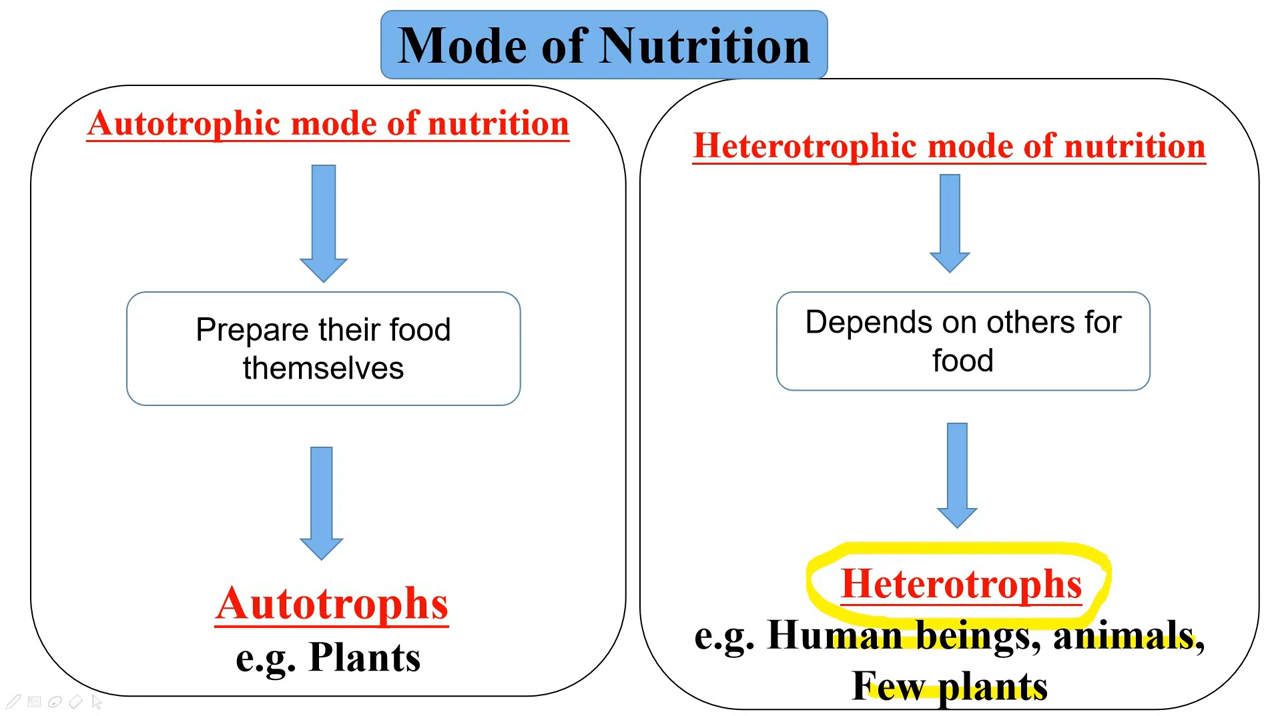 Mode of Nutrition
Autotrophic mode of nutrition
Prepare their food
themselves
Autotrophs
e.g. Plants
Heterotrophic mode of nutrition
Depends on others for
food
Heterotrophs
e.g. Human beings, animals,
Few plants